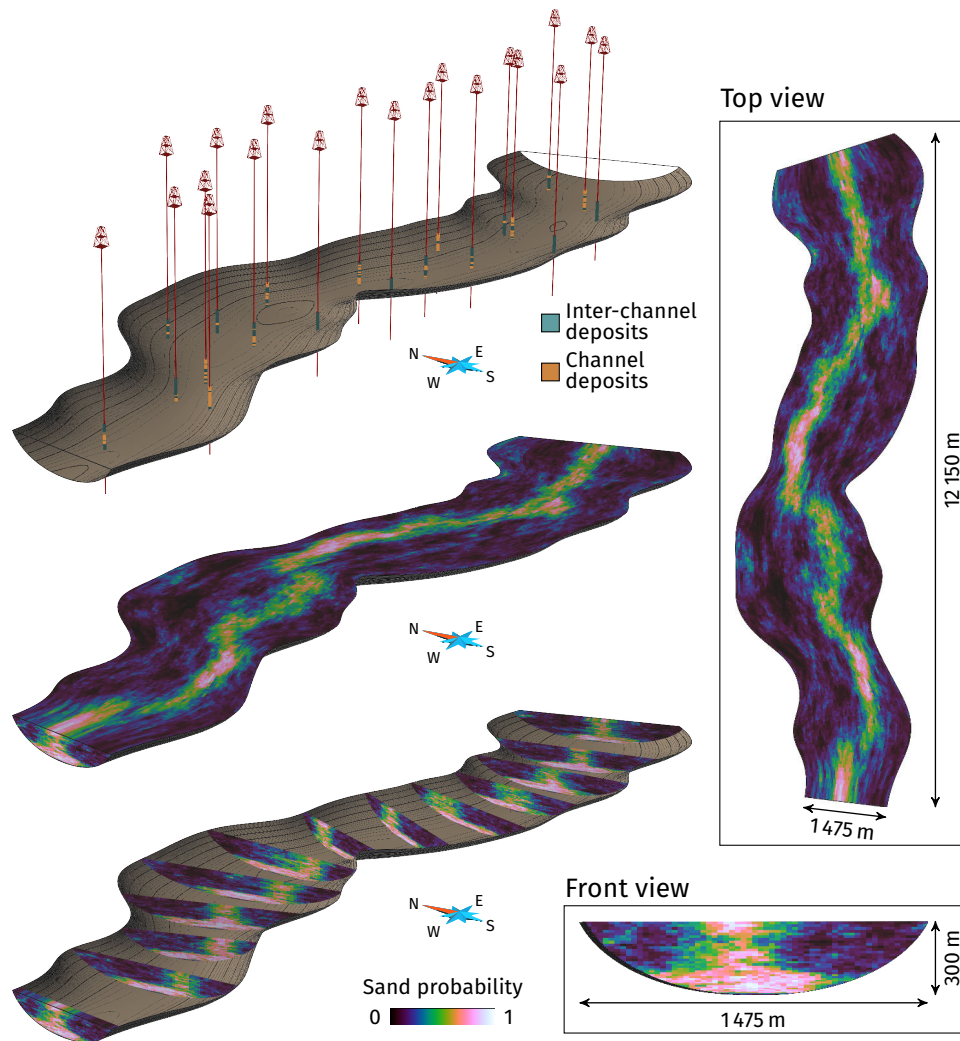 Top view
Inter-channel
deposits
Channel
deposits
N
E
W
S
12 150 m
1 475 m
N
E
W
S
N
E
W
S
Sand probability
0
1
Front view
300 m
1 475 m